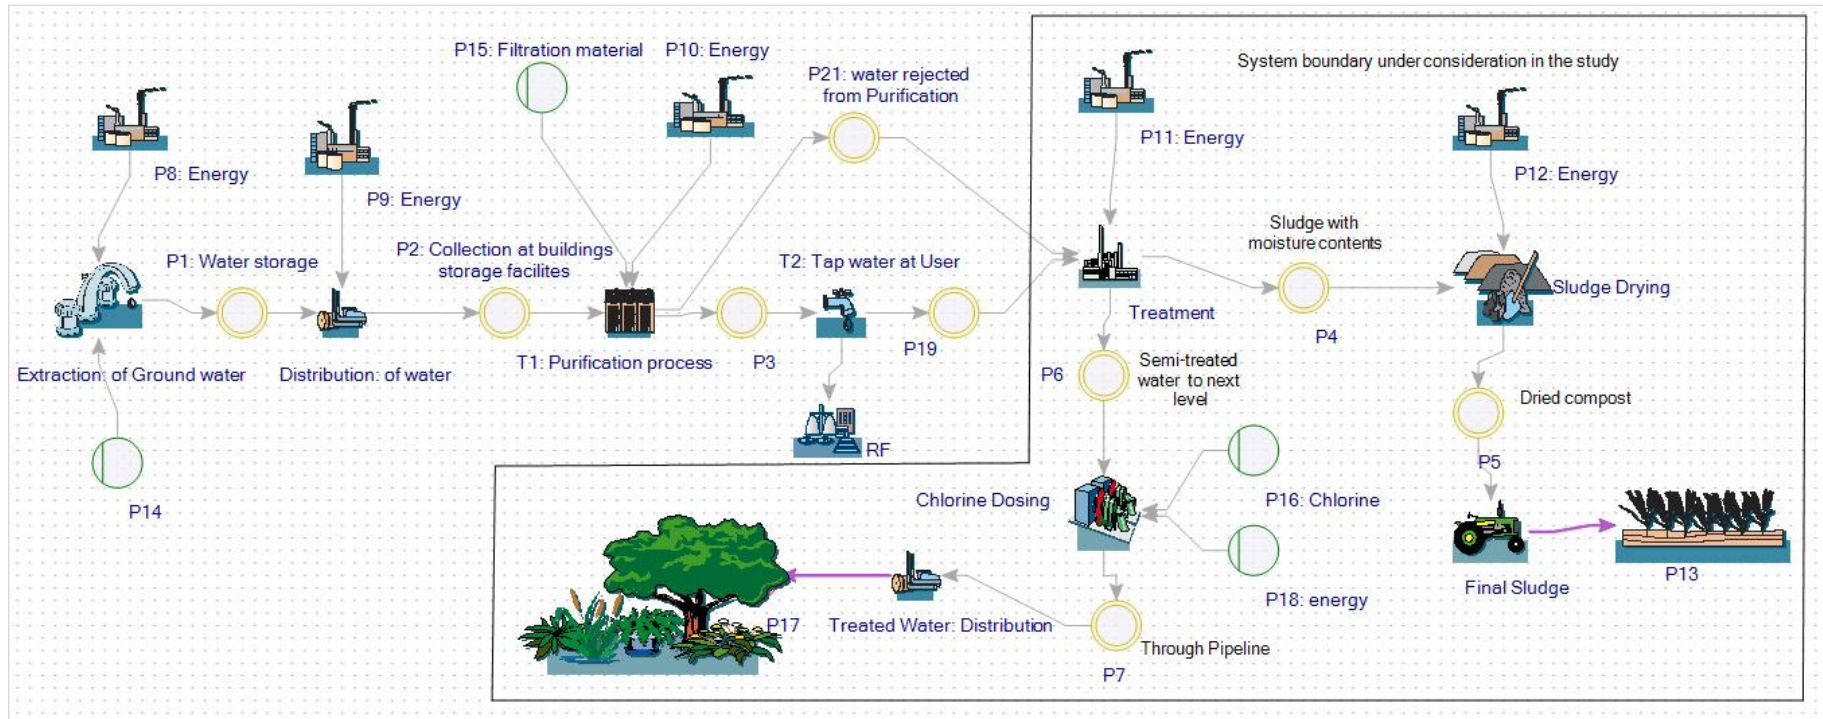 P15: Filtration material
P10: Energy
P21: water rejected
from Purification
System boundary under consideration in the study
P11: Energy
P8: Energy
P9: Energy
P12: Energy
P1: Water storage
P2: Collection at buildings
storage facilites
T2: Tap water at User
Sludge with
moisture contents
Sludge Drying
Treatment
P4
Extraction: of Ground water
Distribution: of water
T1: Purification process
P3
P19
P6
Semi-treated
water to next
level
Dried compost
RF
P5
P14
Chlorine Dosing
P16: Chlorine
P13
Final Sludge
P18: energy
P17
Treated Water: Distribution
Through Pipeline
P7